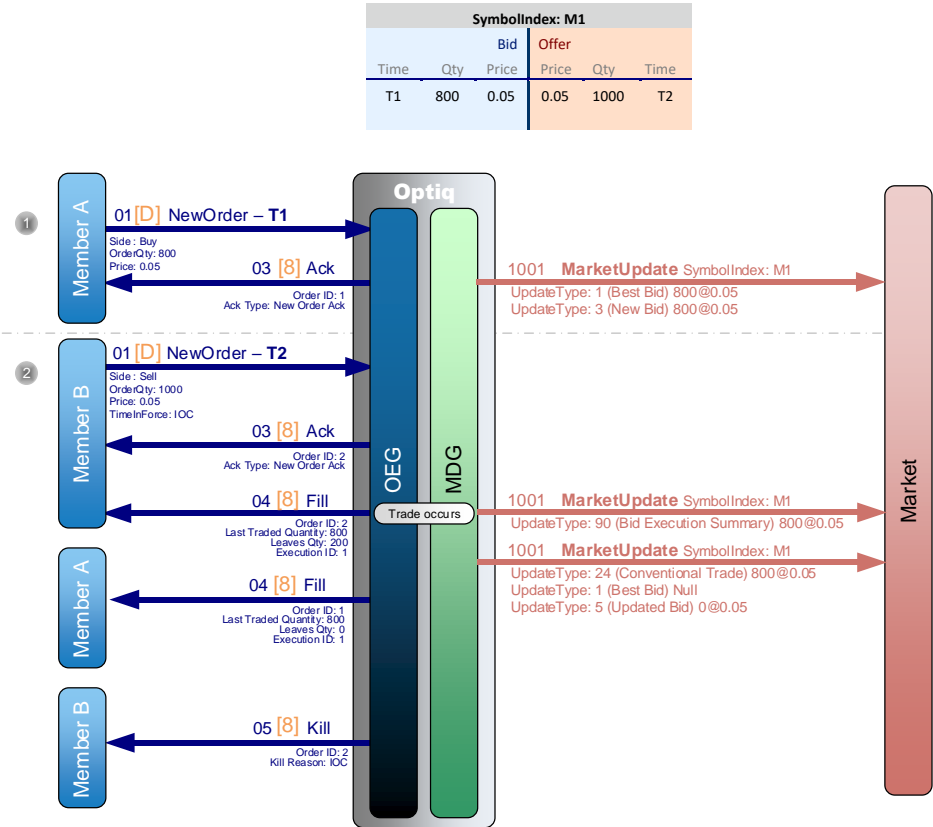 SymbolIndex: M1
Bid Offer
Time Qty Price Price Qty Time
T1 800 0.05 0.05 1000 T2
Optiq
1
Member A
01 [D] NewOrder – T1
Side : Buy
OrderQty: 800
Price: 0.05
03 [8] Ack
Order ID: 1
Ack Type: New Order Ack
1001 MarketUpdate SymbolIndex: M1
UpdateType: 1 (Best Bid) 800@0.05
UpdateType: 3 (New Bid) 800@0.05
2
Member B
01 [D] NewOrder – T2
Side : Sell
OrderQty: 1000
Price: 0.05
TimeInForce: IOC
03 [8] Ack
Order ID: 2
Ack Type: New Order Ack
OEG
MDG
Market
04 [8] Fill
Order ID: 2
Last Traded Quantity: 800
Leaves Qty: 200
Execution ID: 1
Trade occurs
1001 MarketUpdate SymbolIndex: M1
UpdateType: 90 (Bid Execution Summary) 800@0.05
1001 MarketUpdate SymbolIndex: M1
UpdateType: 24 (Conventional Trade) 800@0.05
UpdateType: 1 (Best Bid) Null
UpdateType: 5 (Updated Bid) 0@0.05
Member A
04 [8] Fill
Order ID: 1
Last Traded Quantity: 800
Leaves Qty: 0
Execution ID: 1
Member B
05 [8] Kill
Order ID: 2
Kill Reason: IOC